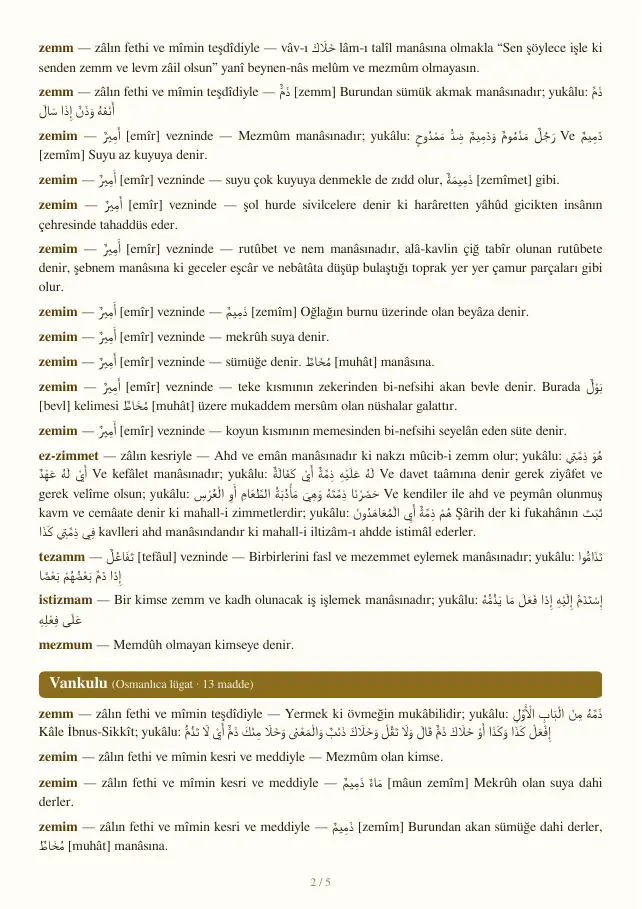 zemm — zâlın fethi ve mîmin teşdîdiyle — vâv-ı خَلَاكَ lâm-ı talîl manâsına olmakla “Sen şöylece işle ki
senden zemm ve levm zâil olsun” yanî beynen-nâs melûm ve mezmûm olmayasın.
zemm — zâlın fethi ve mîmin teşdîdiyle — ذَمٌّ [zemm] Burundan sümük akmak manâsınadır; yukâlu: ذَمَّ
أَنْفُهُ وَذَنَّ إِذَا سَالَ
zemim — أَمِيرٌ [emîr] vezninde — Mezmûm manâsınadır; yukâlu: رَجُلٌ مَذْمُومٌ وَذَمِيمٌ ضِدُّ مَمْدُوحٍ Ve ذَمِيمٌ
[zemîm] Suyu az kuyuya denir.
zemim — أَمِيرٌ [emîr] vezninde — suyu çok kuyuya denmekle de zıdd olur, ذَمِيمَةٌ [zemîmet] gibi.
zemim — أَمِيرٌ [emîr] vezninde — şol hurde sivilcelere denir ki harâretten yâhûd gicikten insânın
çehresinde tahaddüs eder.
zemim — أَمِيرٌ [emîr] vezninde — rutûbet ve nem manâsınadır, alâ-kavlin çiğ tabîr olunan rutûbete
denir, şebnem manâsına ki geceler eşcâr ve nebâtâta düşüp bulaştığı toprak yer yer çamur parçaları gibi
olur.
zemim — أَمِيرٌ [emîr] vezninde — ذَمِيمٌ [zemîm] Oğlağın burnu üzerinde olan beyâza denir.
zemim — أَمِيرٌ [emîr] vezninde — mekrûh suya denir.
zemim — أَمِيرٌ [emîr] vezninde — sümüğe denir. مُخَاطٌ [muhât] manâsına.
zemim — أَمِيرٌ [emîr] vezninde — teke kısmının zekerinden bi-nefsihi akan bevle denir. Burada بَوْلٌ
[bevl] kelimesi مُخَاطٌ [muhât] üzere mukaddem mersûm olan nüshalar galattır.
zemim — أَمِيرٌ [emîr] vezninde — koyun kısmının memesinden bi-nefsihi seyelân eden süte denir.
ez-zimmet — zâlın kesriyle — Ahd ve emân manâsınadır ki nakzı mûcib-i zemm olur; yukâlu: هُوَ ذِمَّتِي
أَيْ لَهُ عَهْدٌ Ve kefâlet manâsınadır; yukâlu: لَهُ عَلَيْهِ ذِمَّةٌ أَيْ كَفَالَةٌ Ve davet taâmına denir gerek ziyâfet ve
gerek velîme olsun; yukâlu: حَضَرْنَا ذِمَّتَهُ وَهِيَ مَأْدُبَةُ الطَّعَامِ أَوِ الْعُرْسِ Ve kendiler ile ahd ve peymân olunmuş
kavm ve cemâate denir ki mahall-i zimmetlerdir; yukâlu: هُمْ ذِمَّةٌ أَيِ الْمُعَاهَدُونَ Şârih der ki fukahânın ثَبَتَ
فِي ذِمَّتِي كَذَا kavlleri ahd manâsındandır ki mahall-i iltizâm-ı ahdde istimâl ederler.
tezamm — تَفَاعُلٌ [tefâul] vezninde — Birbirlerini fasl ve mezemmet eylemek manâsınadır; yukâlu: تَذَامُّوا
إِذَا ذَمَّ بَعْضُهُمْ بَعْضًا
istizmam — Bir kimse zemm ve kadh olunacak iş işlemek manâsınadır; yukâlu: إِسْتَذَمَّ إِلَيْهِ إِذَا فَعَلَ مَا يَذُمُّهُ
عَلَى فِعْلِهِ
mezmum — Memdûh olmayan kimseye denir.
Vankulu (Osmanlıca lügat · 13 madde)
zemm — zâlın fethi ve mîmin teşdîdiyle — Yermek ki övmeğin mukâbilidir; yukâlu: ذَمَّهُ مِنَ الْبَابِ الْأَوَّلِ
Kâle İbnus-Sikkît; yukâlu: إِفْعَلْ كَذَا وَكَذَا أَوْ خَلَاكَ ذَمٌّ قَالَ وَلَا تَقُلْ وَخَلَاكَ ذَنْبٌ وَالْمَعْنَى وَخَلَا مِنْكَ ذَمٌّ أَيْ لَا تُذَمُّ
zemim — zâlın fethi ve mîmin kesri ve meddiyle — Mezmûm olan kimse.
zemim — zâlın fethi ve mîmin kesri ve meddiyle — مَاءٌ ذَمِيمٌ [mâun zemîm] Mekrûh olan suya dahi
derler.
zemim — zâlın fethi ve mîmin kesri ve meddiyle — ذَمِيمٌ [zemîm] Burundan akan sümüğe dahi derler,
مُخَاطٌ [muhât] manâsına.
2 / 5